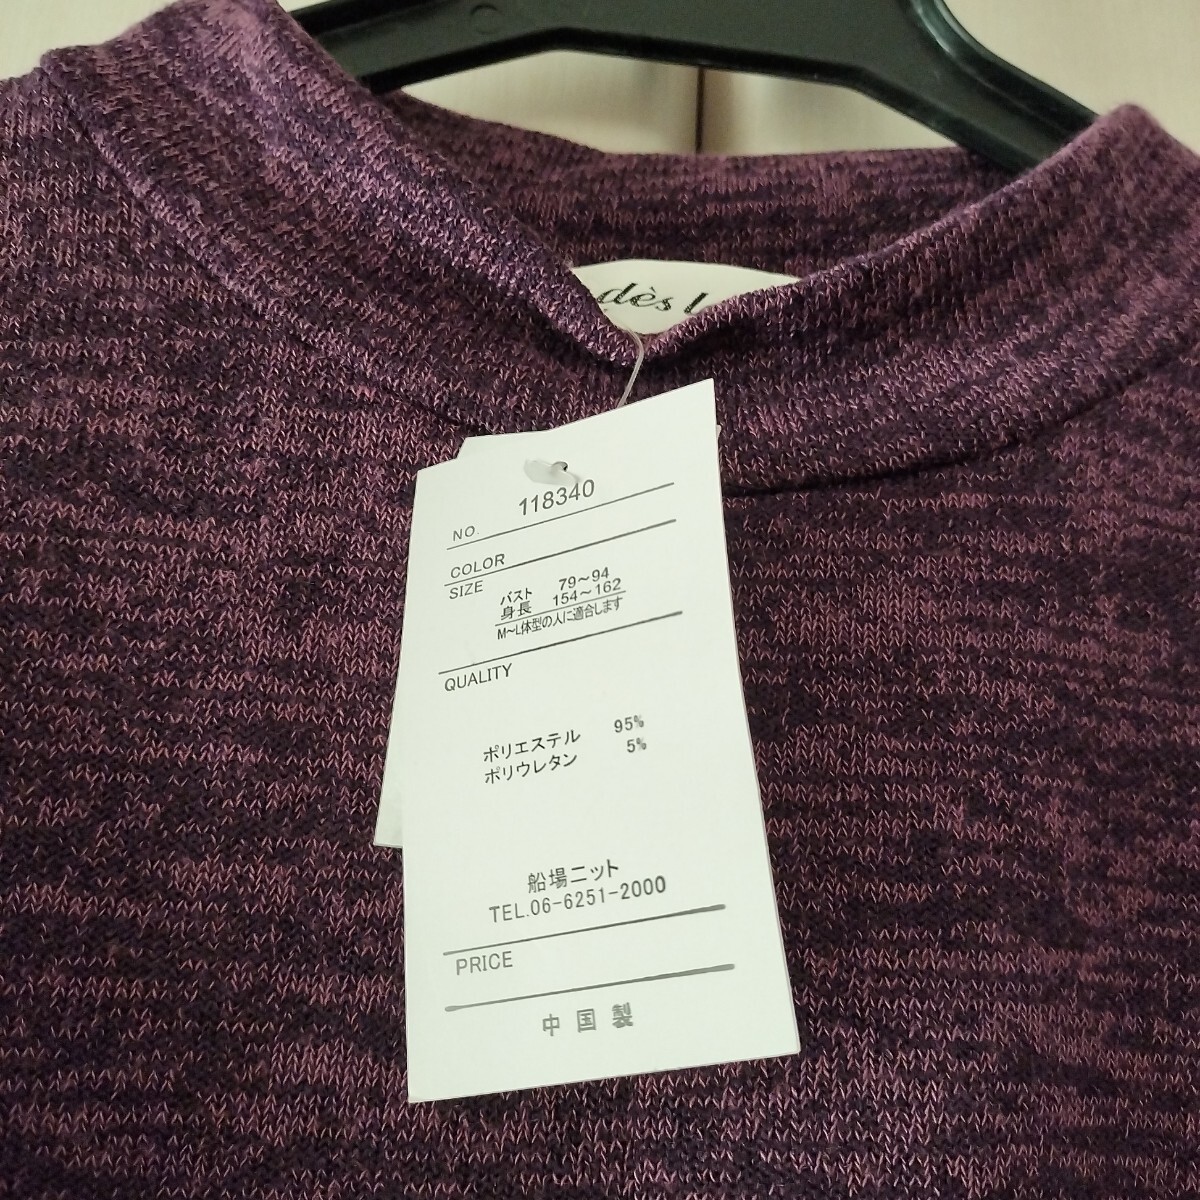 dès
NO. 118340
COLOR
SIZE
バスト 79～94
身長 154～162
M～L体型の人に適合します
QUALITY
ポリエステル 95%
ポリウレタン 5%
船場ニット
TEL.06-6251-2000
PRICE
中国製